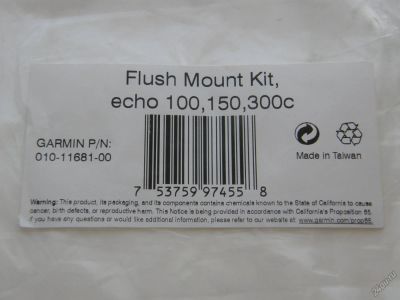 Flush Mount Kit,
echo 100,150,300c
GARMIN P/N:
010-11681-00
Made in Taiwan
7 53759 97455 8
Warning: This product, its packaging, and its components contain chemicals known to the State of California to cause
cancer, birth defects, or reproductive harm. This Notice is being provided in accordance with California's Proposition 65.
If you have any questions or would like additional information, please refer to our website at: www.garmin.com/prop65.